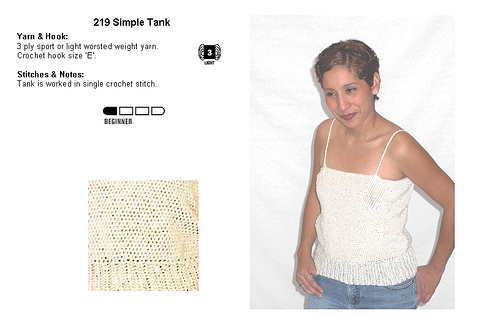 219 Simple Tank
Yarn & Hook:
3 ply sport or light worsted weight yarn.
Crochet hook size 'E'.
3
LIGHT
Stitches & Notes:
Tank is worked in single crochet stitch.
BEGINNER